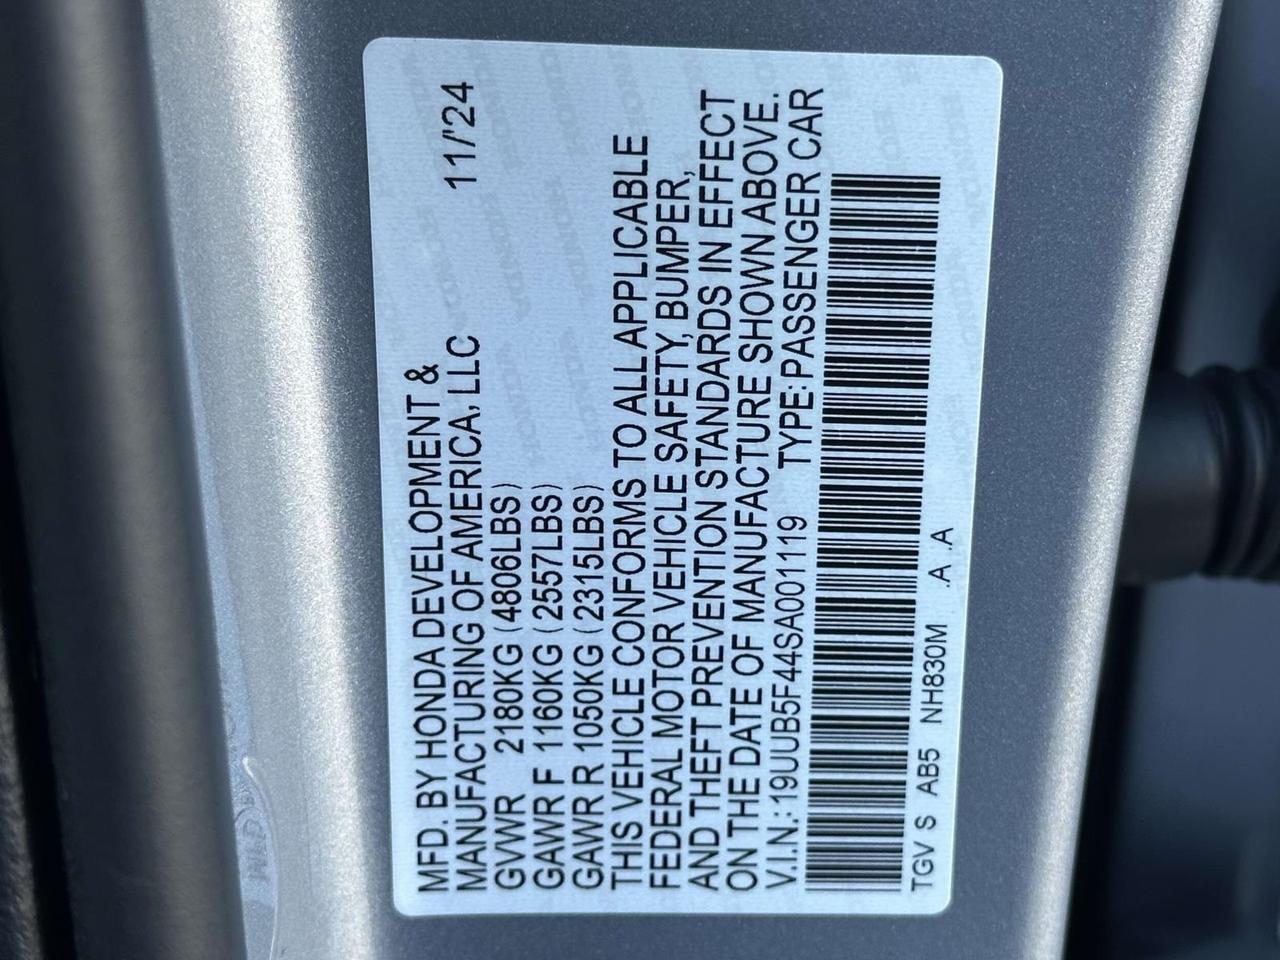 MFD. BY HONDA DEVELOPMENT &
MANUFACTURING OF AMERICA, LLC 11/'24
GVWR 2180KG (4806LBS)
GAWR F 1160KG (2557LBS)
GAWR R 1050KG (2315LBS)
THIS VEHICLE CONFORMS TO ALL APPLICABLE
FEDERAL MOTOR VEHICLE SAFETY, BUMPER,
AND THEFT PREVENTION STANDARDS IN EFFECT
ON THE DATE OF MANUFACTURE SHOWN ABOVE.
V.I.N.: 19UUB5F44SA001119 TYPE: PASSENGER CAR
TGV S AB5 NH830M .A .A